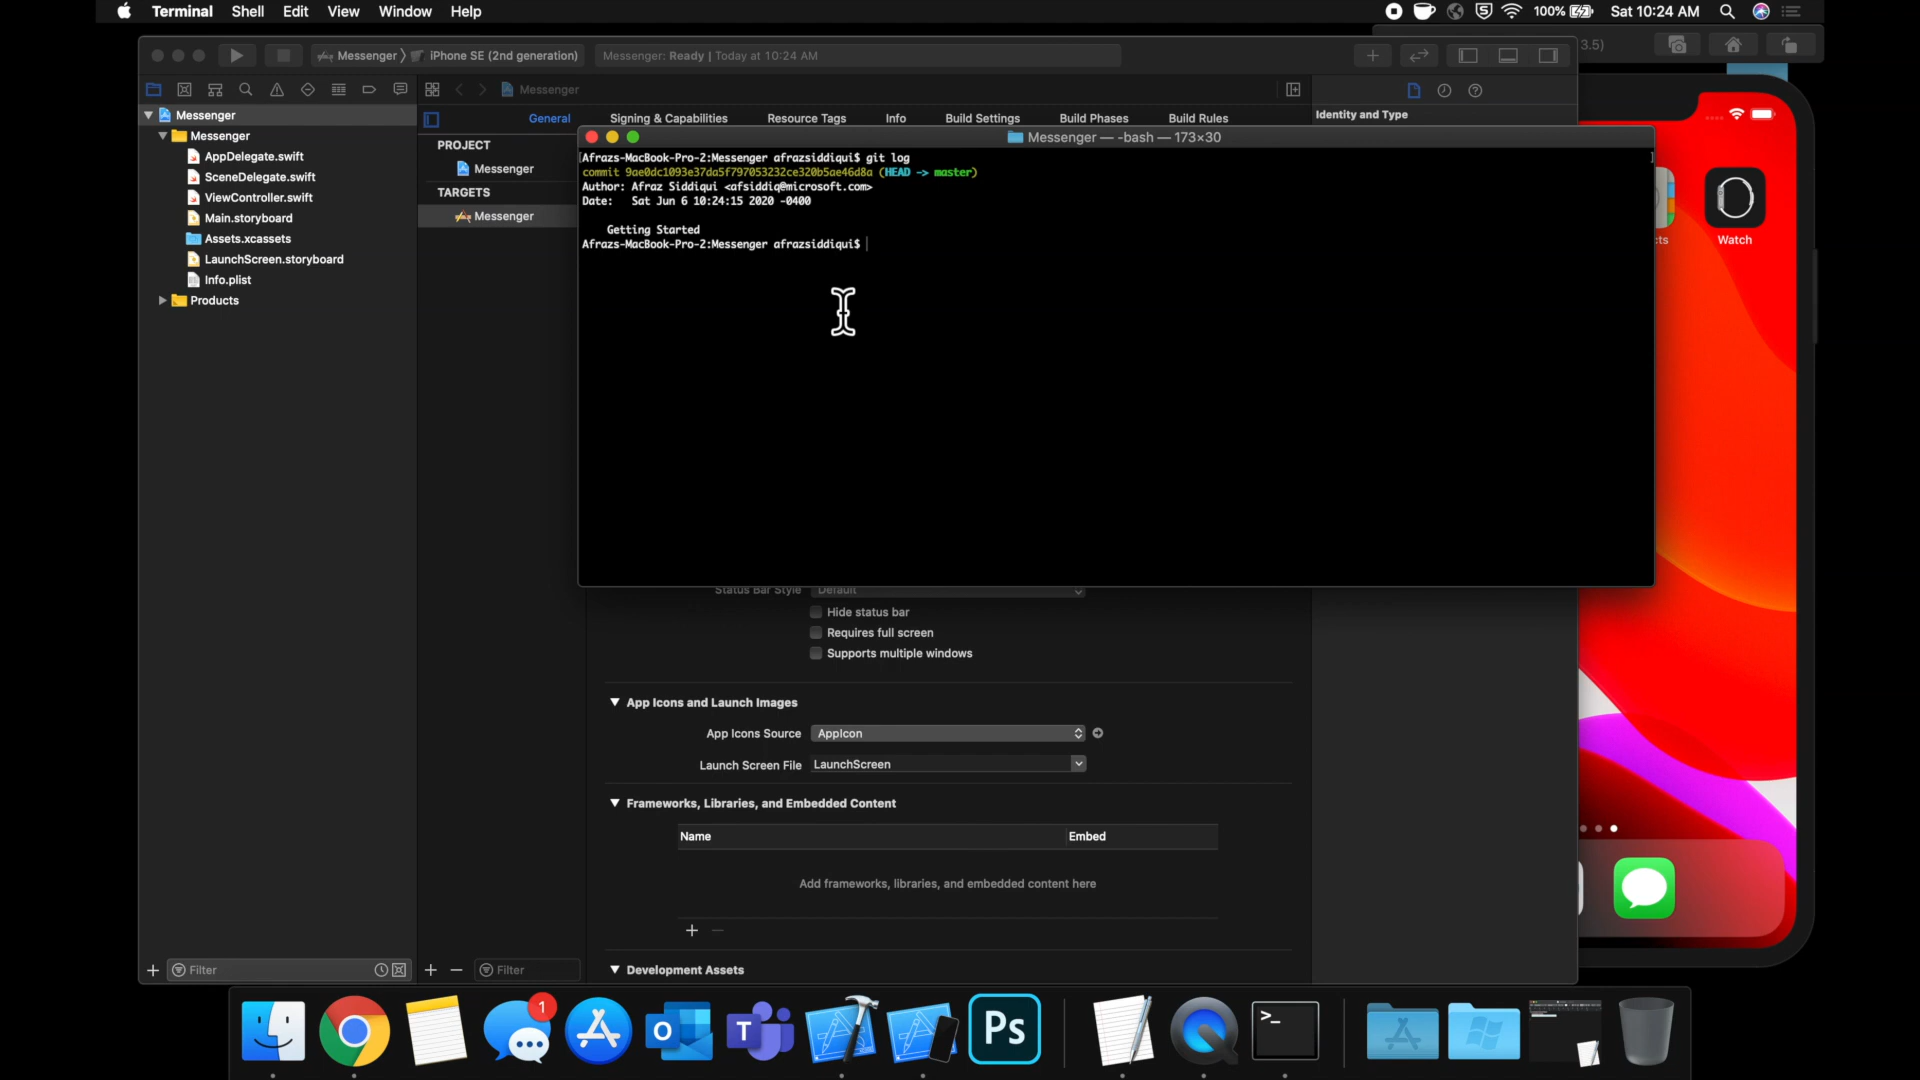 Terminal Shell Edit View Window Help
100% Sat 10:24 AM
Messenger iPhone SE (2nd generation)
Messenger: Ready | Today at 10:24 AM
3.5)
Messenger
Messenger
General Signing & Capabilities Resource Tags Info Build Settings Build Phases Build Rules
Identity and Type
Messenger
AppDelegate.swift
SceneDelegate.swift
ViewController.swift
Main.storyboard
Assets.xcassets
LaunchScreen.storyboard
Info.plist
Products
PROJECT
Messenger
TARGETS
Messenger
Messenger — -bash — 173×30
Afrazs-MacBook-Pro-2:Messenger afrazsiddiqui$ git log
commit 9ae0dc1093e37da5f797053232ce320b5ae46d8a (HEAD -> master)
Author: Afraz Siddiqui <afsiddiq@microsoft.com>
Date: Sat Jun 6 10:24:15 2020 -0400
Getting Started
Afrazs-MacBook-Pro-2:Messenger afrazsiddiqui$
Watch
Status Bar Style Default
Hide status bar
Requires full screen
Supports multiple windows
App Icons and Launch Images
App Icons Source AppIcon
Launch Screen File LaunchScreen
Frameworks, Libraries, and Embedded Content
Name Embed
Add frameworks, libraries, and embedded content here
Filter
Filter
Development Assets
1
O
T
Ps
>_